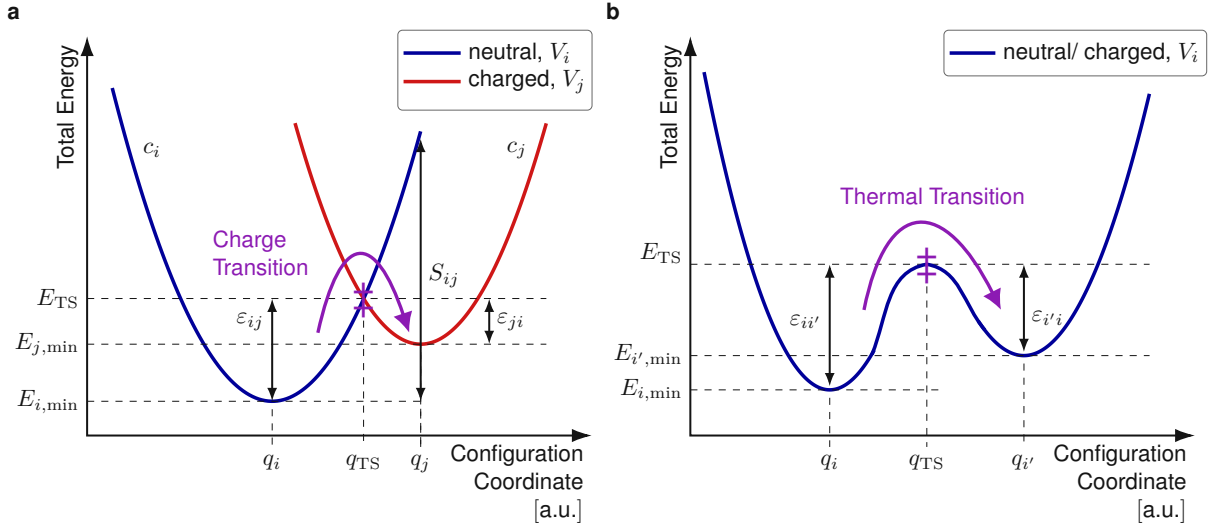 a
Total Energy
neutral, V_i
charged, V_j
c_i
c_j
Charge
Transition
S_ij
E_TS
ε_ij
ε_ji
E_j,min
E_i,min
q_i
q_TS
q_j
Configuration
Coordinate
[a.u.]
b
Total Energy
neutral/ charged, V_i
Thermal Transition
E_TS
ε_ii′
ε_i′i
E_i′,min
E_i,min
q_i
q_TS
q_i′
Configuration
Coordinate
[a.u.]